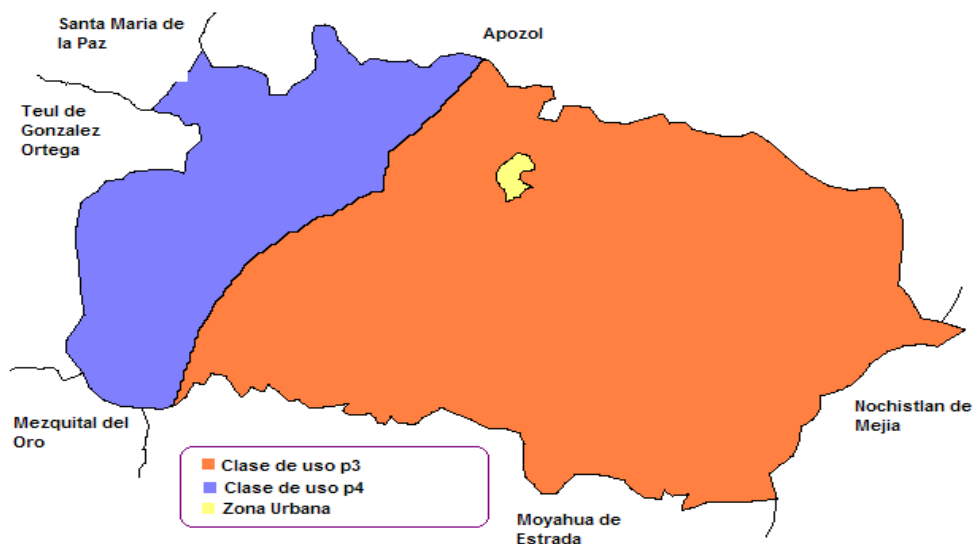 Santa Maria de
la Paz
Apozol
Teul de
Gonzalez
Ortega
Mezquital del
Oro
Nochistlan de
Mejia
Clase de uso p3
Clase de uso p4
Zona Urbana
Moyahua de
Estrada